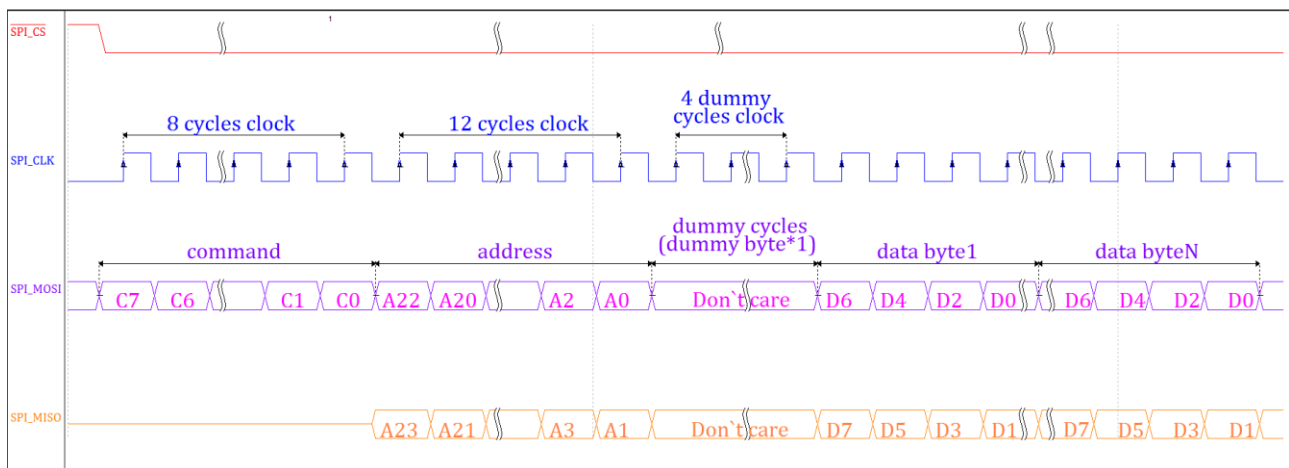 1
SPI_CS
4 dummy
cycles clock
8 cycles clock
12 cycles clock
SPI_CLK
dummy cycles
(dummy byte*1)
command
address
data byte1
data byteN
SPI_MOSI
C7 C6 C1 C0 A22 A20 A2 A0 Don`t care D6 D4 D2 D0 D6 D4 D2 D0
SPI_MISO
A23 A21 A3 A1 Don`t care D7 D5 D3 D1 D7 D5 D3 D1